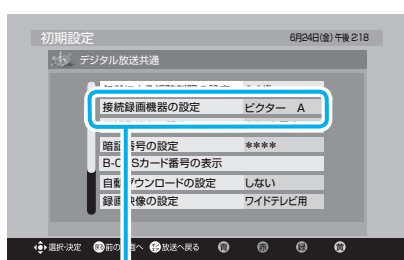 初期設定 6月24日(金)午後2:18
デジタル放送共通
接続録画機器の設定 ビクター A
暗証番号の設定 ****
B-CASカード番号の表示
自動ダウンロードの設定 しない
録画映像の設定 ワイドテレビ用
選択・決定 戻る 前の画面へ 放送へ戻る 青 赤 緑 黄